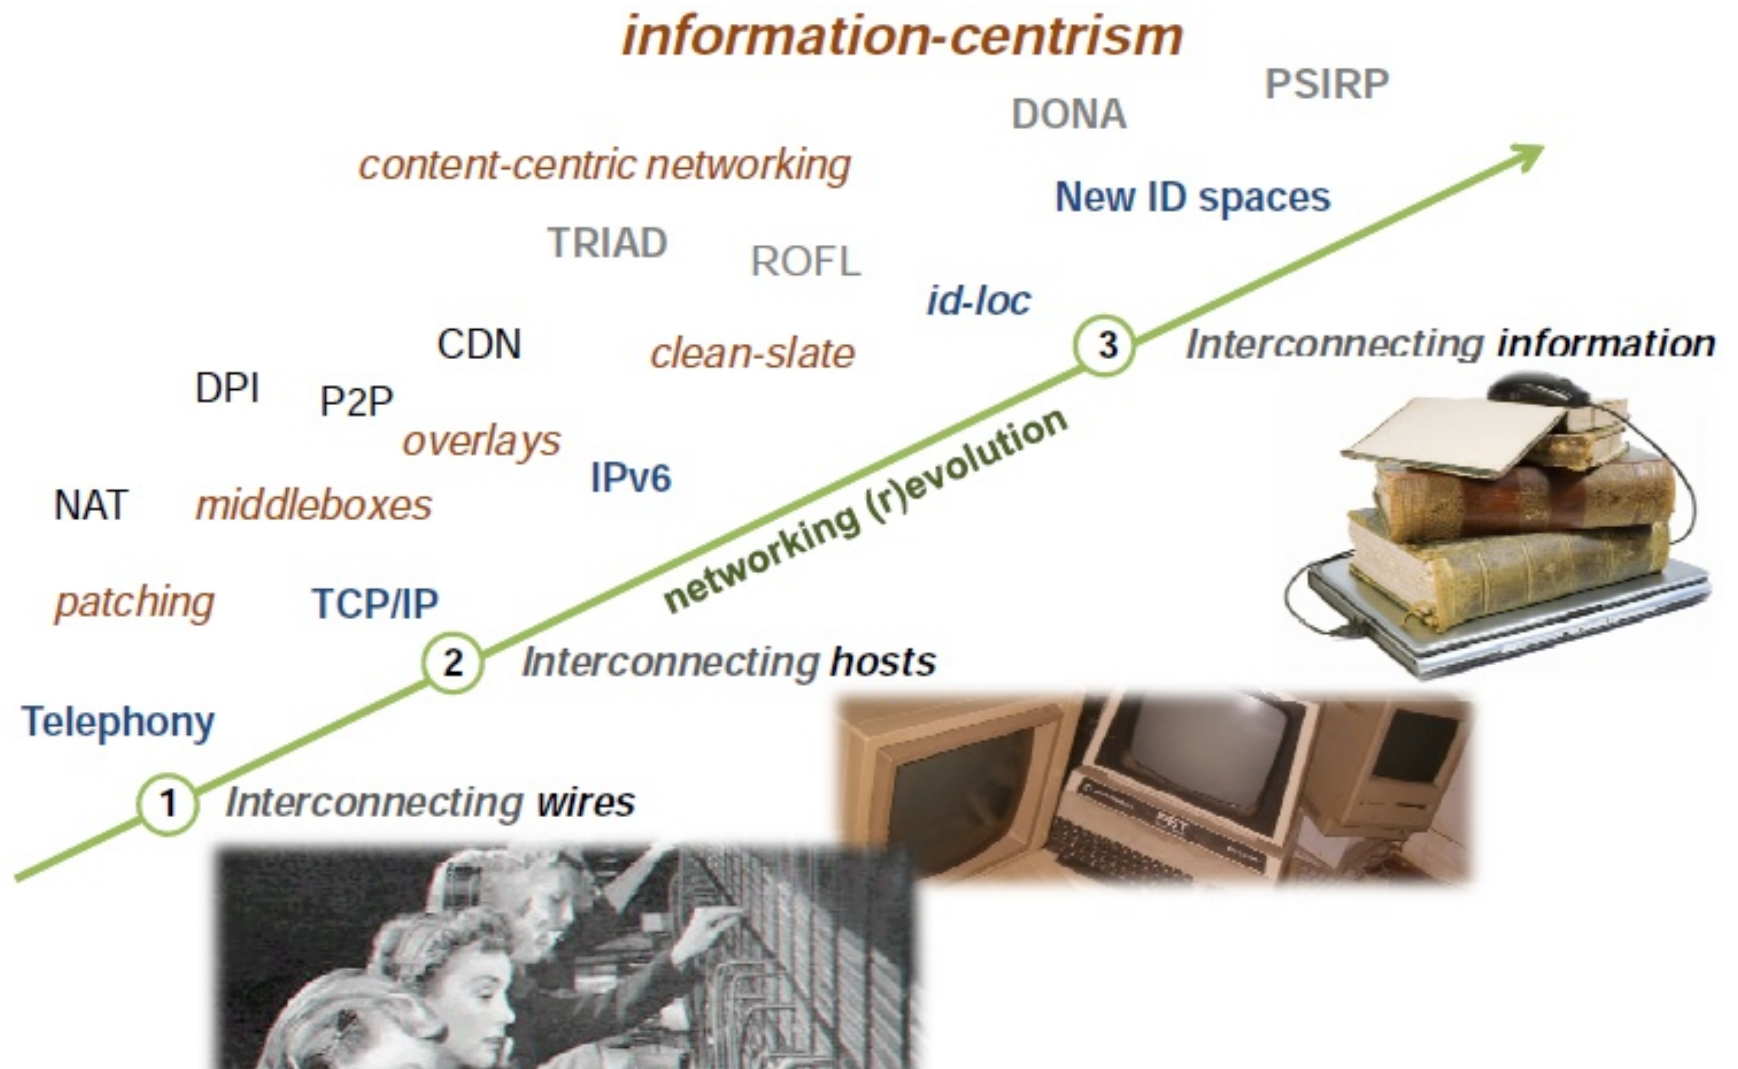 information-centrism
PSIRP
DONA
content-centric networking
New ID spaces
TRIAD
ROFL
id-loc
CDN
clean-slate
3
Interconnecting information
DPI
P2P
overlays
IPv6
networking (r)evolution
NAT
middleboxes
patching
TCP/IP
2
Interconnecting hosts
Telephony
1
Interconnecting wires